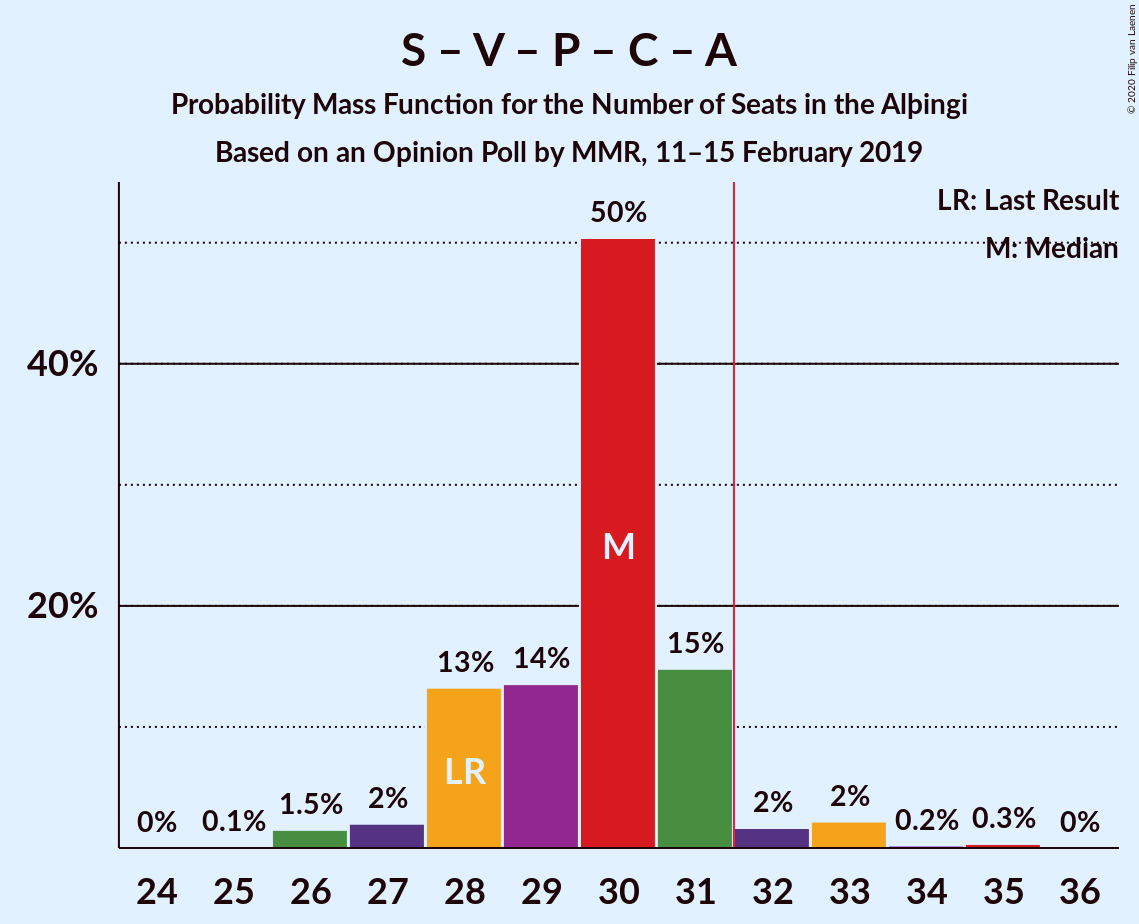 S – V – P – C – A
Probability Mass Function for the Number of Seats in the Alþingi
Based on an Opinion Poll by MMR, 11–15 February 2019
© 2020 Filip van Laenen
LR: Last Result
M: Median
40%
20%
0%
0.1%
1.5%
2%
13%
14%
50%
15%
2%
2%
0.2%
0.3%
0%
LR
M
24 25 26 27 28 29 30 31 32 33 34 35 36